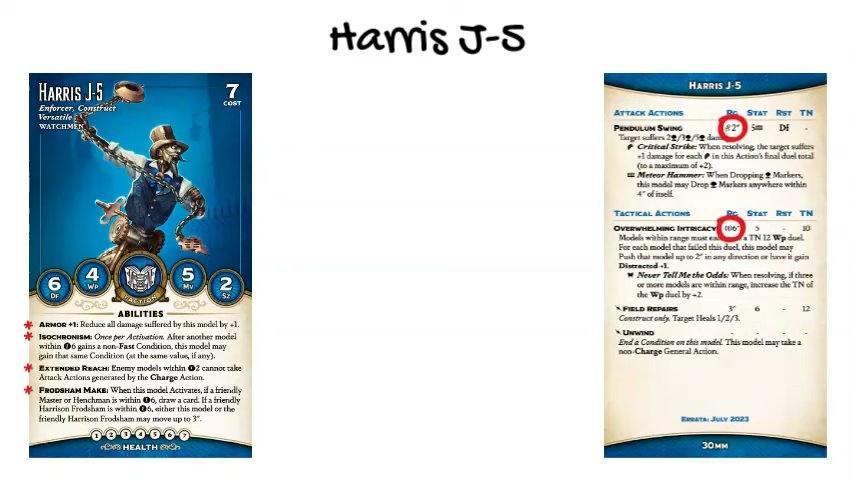 Harris J-5
HARRIS J-5
Enforcer, Construct
Versatile
WATCHMEN
7
COST
6
DF
4
WP
FACTION
5
MV
2
SZ
ABILITIES
* ARMOR +1: Reduce all damage suffered by this model by +1.
* ISOCHRONISM: Once per Activation. After another model
within 6 gains a non-Fast Condition, this model may
gain that same Condition (at the same value, if any).
* EXTENDED REACH: Enemy models within 2 cannot take
Attack Actions generated by the Charge Action.
* FRODSHAM MAKE: When this model Activates, if a friendly
Master or Henchman is within 6, draw a card. If a friendly
Harrison Frodsham is within 6, either this model or the
friendly Harrison Frodsham may move up to 3".
1 2 3 4 5 6 7
HEALTH
HARRIS J-5
ATTACK ACTIONS RG STAT RST TN
PENDULUM SWING 2" 5 Df -
Target suffers 2/3/5
Critical Strike: When resolving, the target suffers
+1 damage for each in this Action's final duel total
(to a maximum of +2).
Meteor Hammer: When Dropping Markers,
this model may Drop Markers anywhere within
4" of itself.
TACTICAL ACTIONS RG STAT RST TN
OVERWHELMING INTRICACY 6" 5 - 10
Models within range must a TN 12 Wp duel.
For each model that failed this duel, this model may
Push that model up to 2" in any direction or have it gain
Distracted +1.
Never Tell Me the Odds: When resolving, if three
or more models are within range, increase the TN of
the Wp duel by +2.
FIELD REPAIRS 3" 6 - 12
Construct only. Target Heals 1/2/3.
UNWIND - - - -
End a Condition on this model. This model may take a
non-Charge General Action.
ERRATA: JULY 2023
30MM